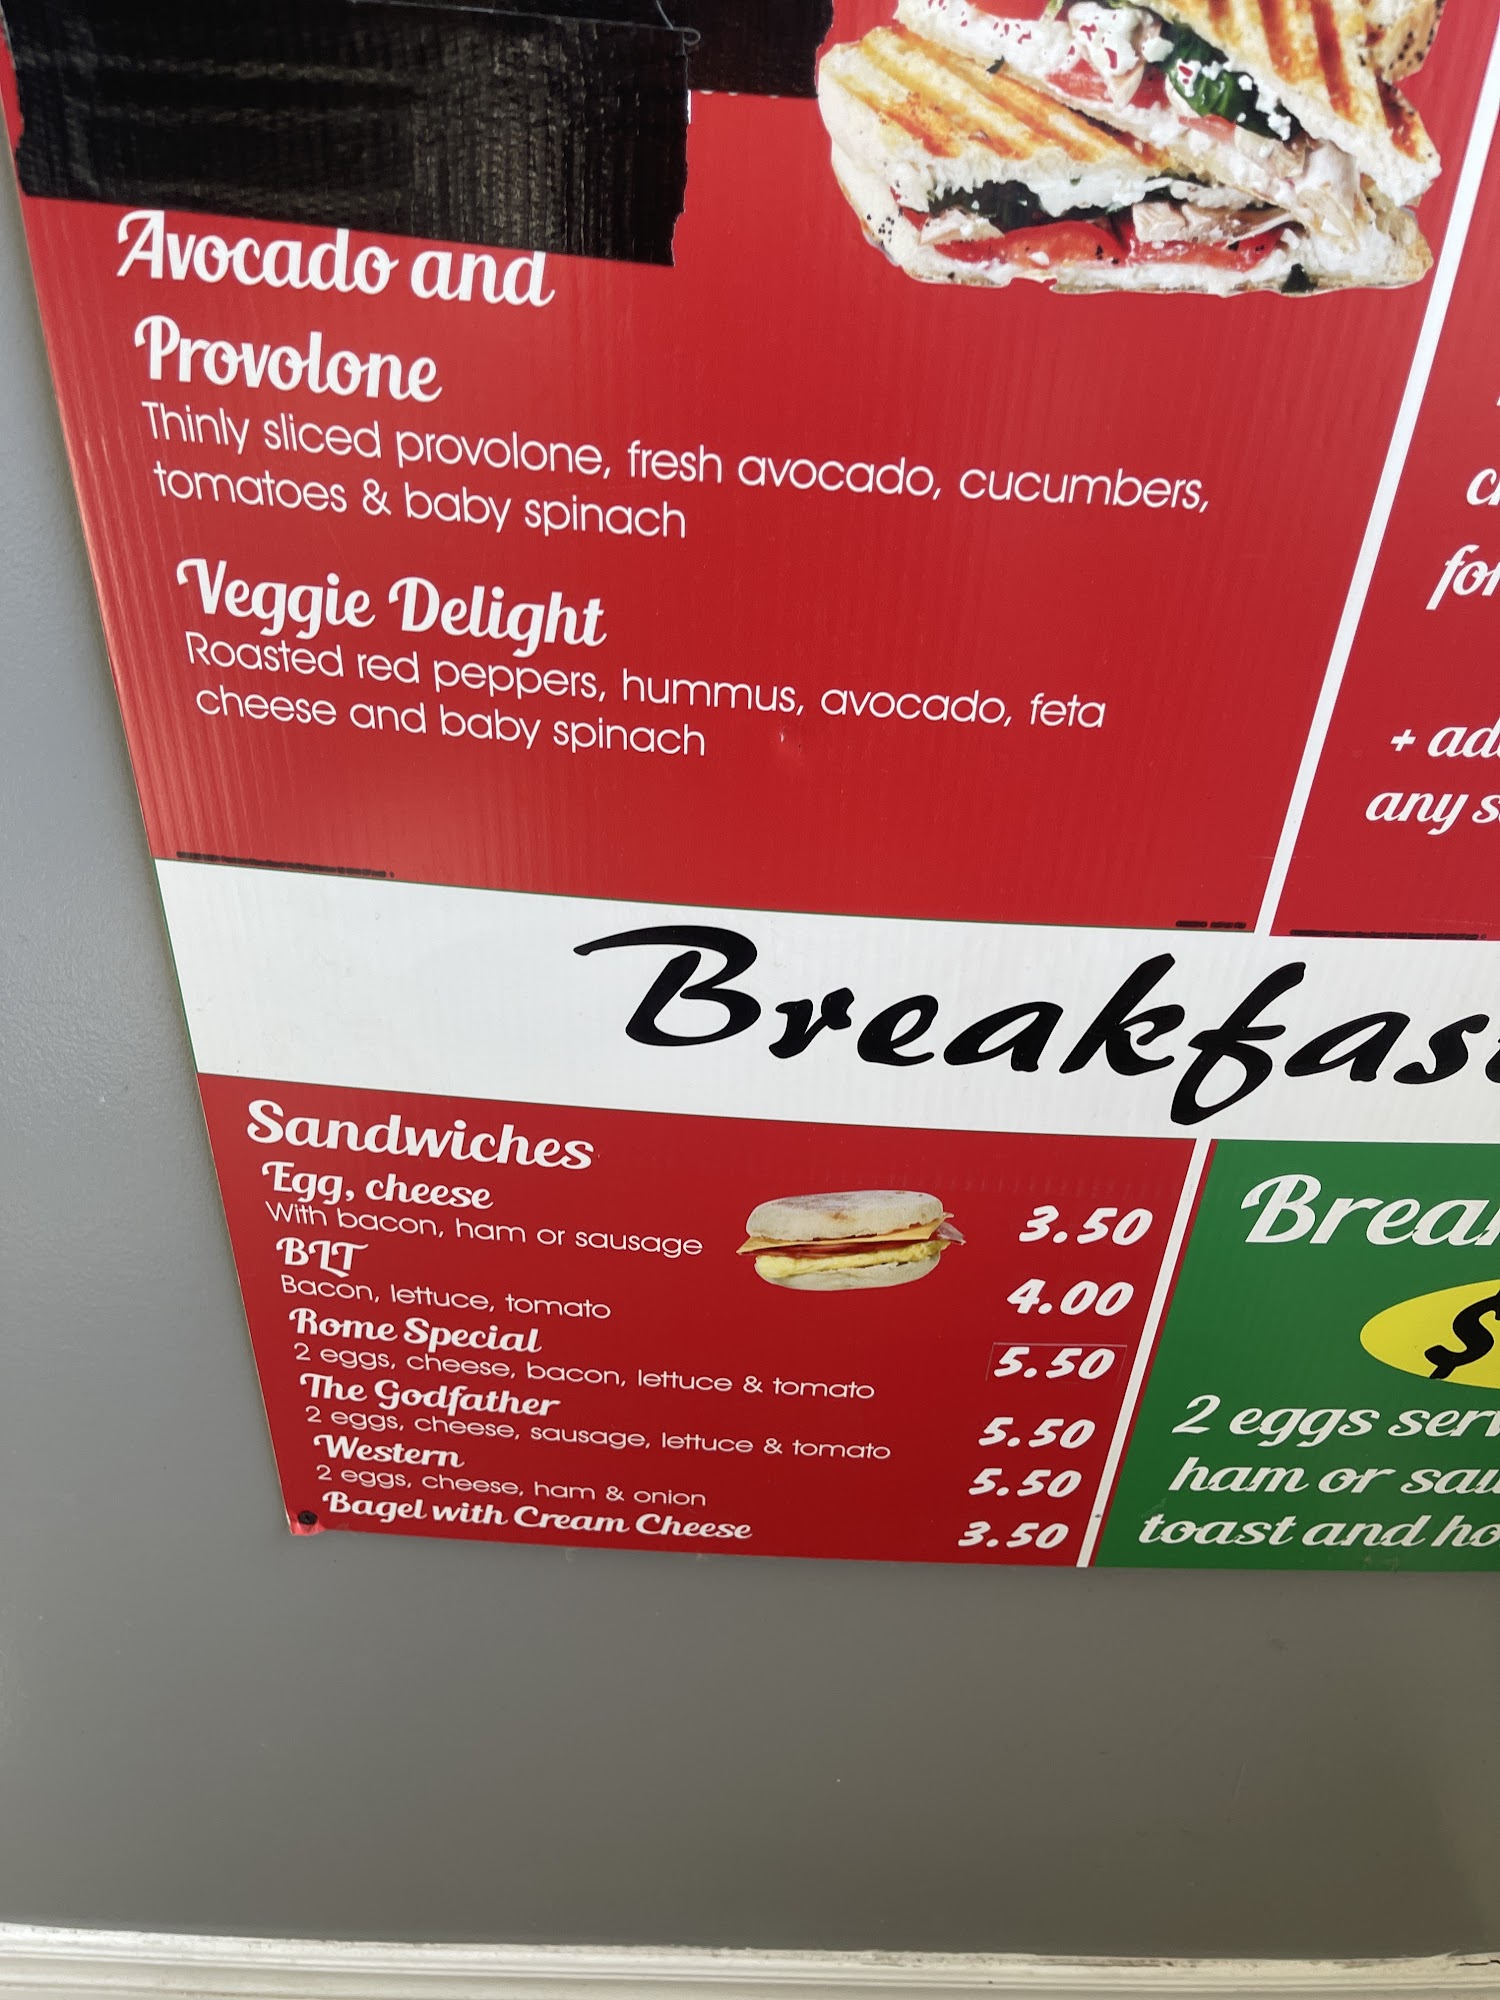 Avocado and
Provolone
Thinly sliced provolone, fresh avocado, cucumbers,
tomatoes & baby spinach
Veggie Delight
Roasted red peppers, hummus, avocado, feta
cheese and baby spinach
+
any
Sandwiches
Egg, cheese
With bacon, ham or sausage 3.50
BLT
Bacon, lettuce, tomato 4.00
Rome Special
2 eggs, cheese, bacon, lettuce & tomato 5.50
The Godfather
2 eggs, cheese, sausage, lettuce & tomato 5.50
Western
2 eggs, cheese, ham & onion 5.50
Bagel with Cream Cheese 3.50
$
2 eggs
ham or
toast and